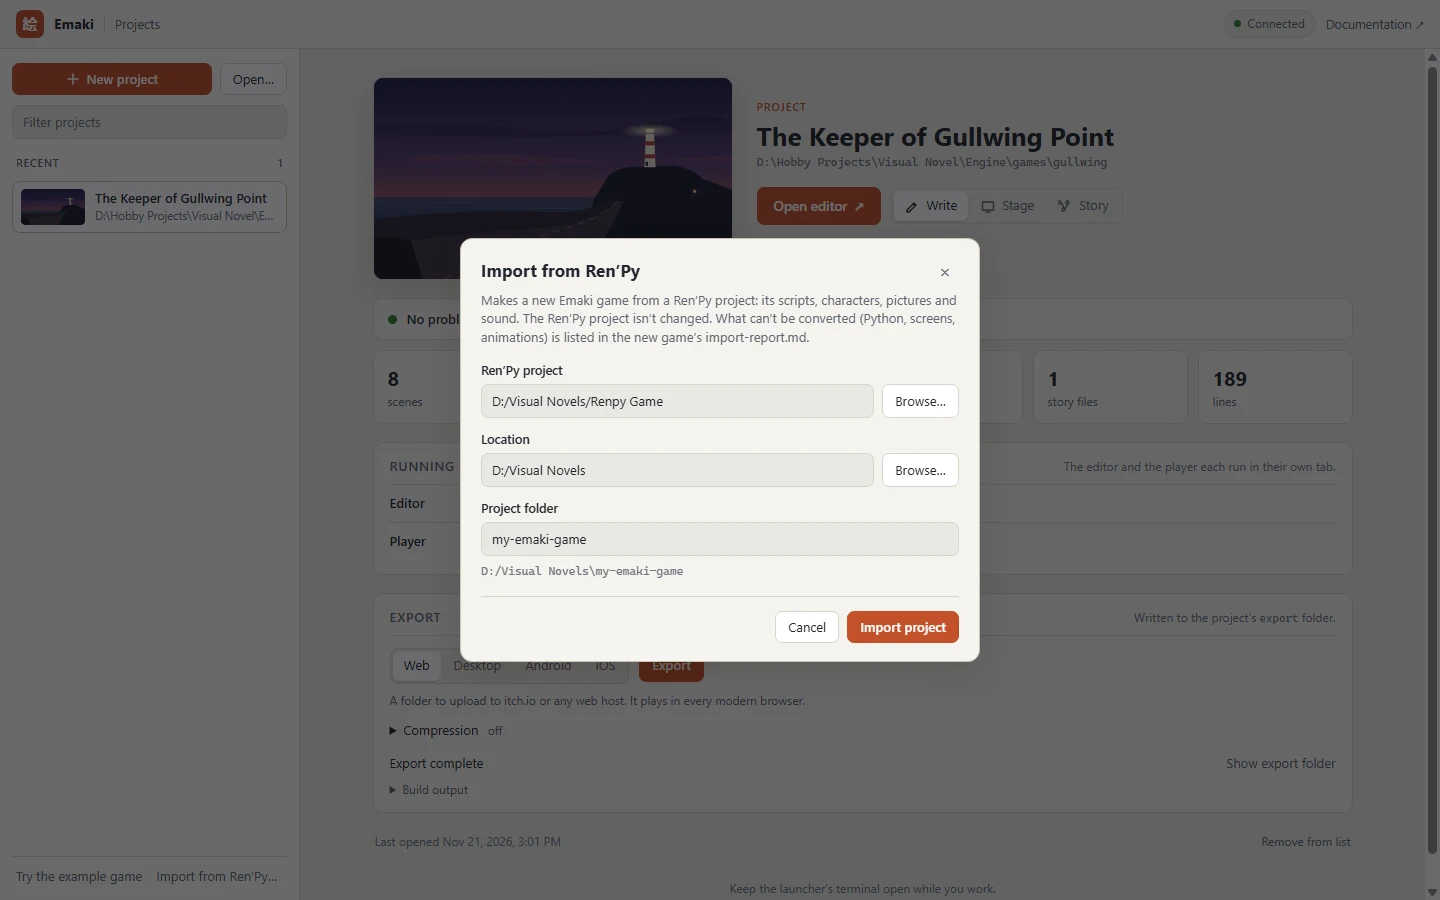 絵 Emaki Projects
Connected Documentation ↗
+ New project Open...
Filter projects
RECENT 1
The Keeper of Gullwing Point
D:\Hobby Projects\Visual Novel\E...
PROJECT
The Keeper of Gullwing Point
D:\Hobby Projects\Visual Novel\Engine\games\gullwing
Open editor ↗ Write Stage Story
Import from Ren’Py ×
Makes a new Emaki game from a Ren’Py project: its scripts, characters, pictures and
sound. The Ren’Py project isn’t changed. What can’t be converted (Python, screens,
animations) is listed in the new game’s import-report.md.
Ren’Py project
D:/Visual Novels/Renpy Game Browse...
Location
D:/Visual Novels Browse...
Project folder
my-emaki-game
D:/Visual Novels\my-emaki-game
Cancel Import project
No probl
8
scenes
1
story files
189
lines
RUNNING The editor and the player each run in their own tab.
Editor
Player
EXPORT Written to the project’s export folder.
Web Desktop Android iOS Export
A folder to upload to itch.io or any web host. It plays in every modern browser.
▶ Compression off
Export complete Show export folder
▶ Build output
Last opened Nov 21, 2026, 3:01 PM Remove from list
Keep the launcher’s terminal open while you work.
Try the example game Import from Ren’Py...